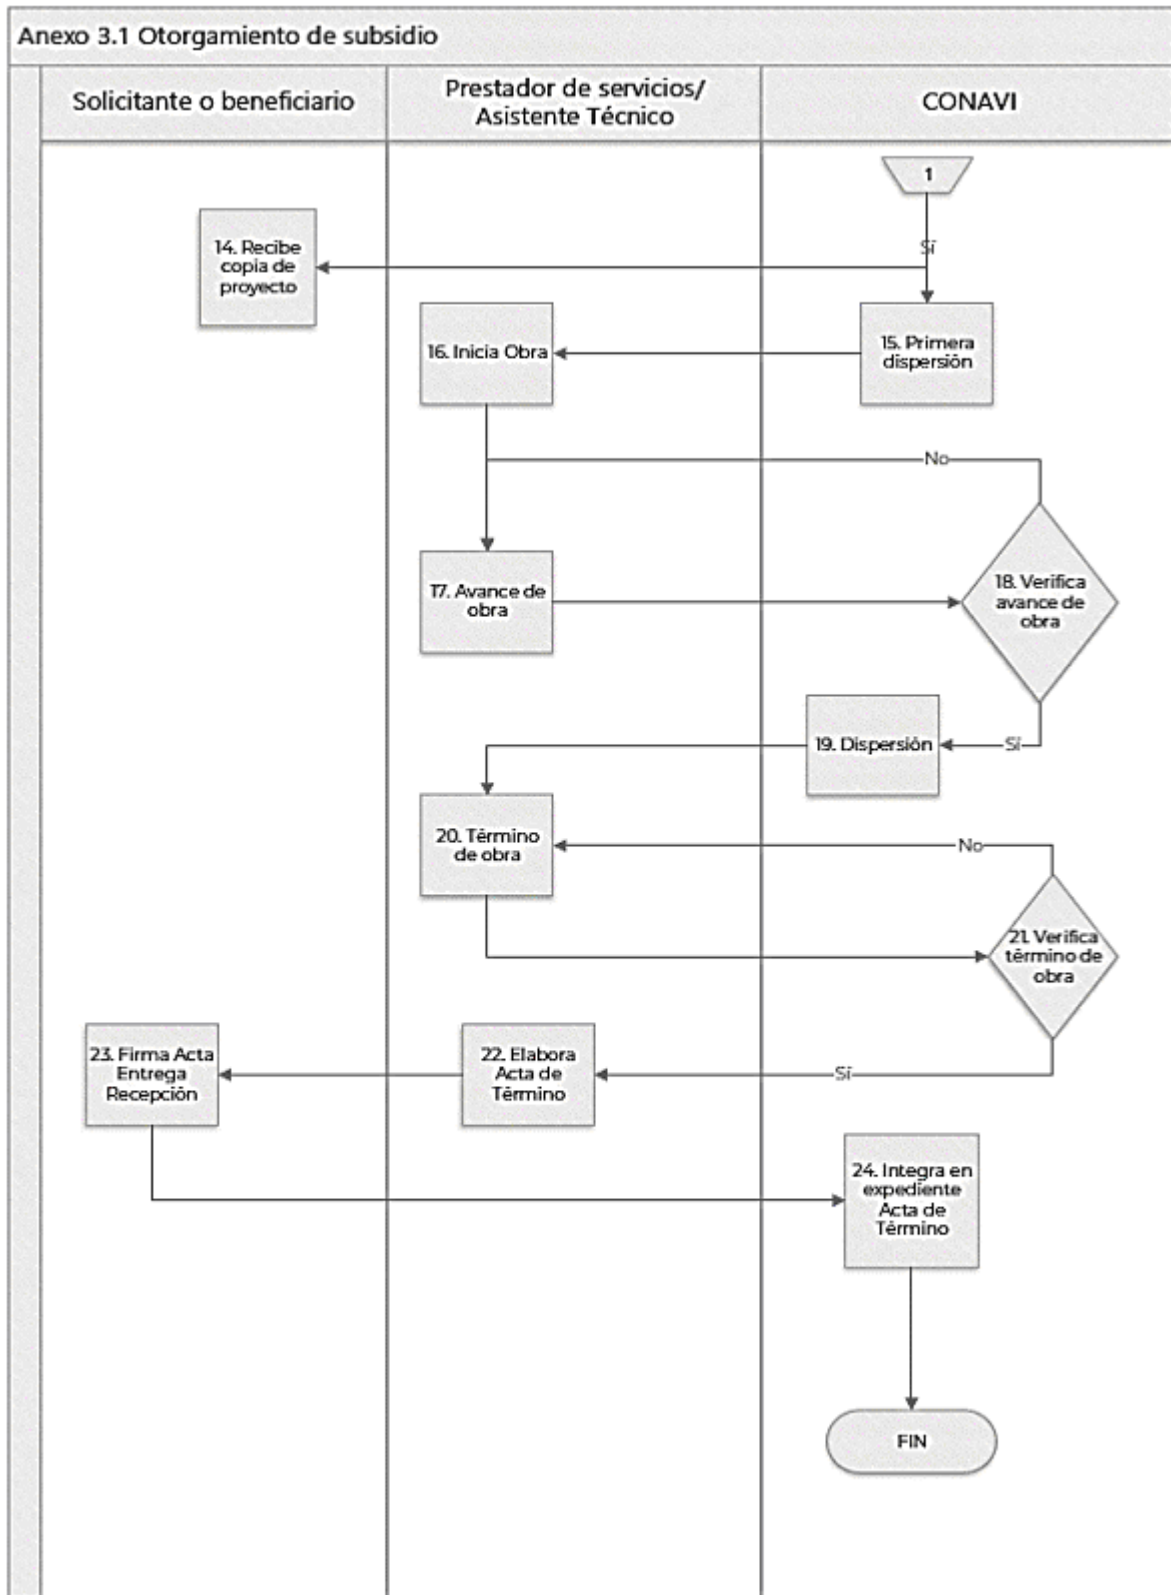 Anexo 3.1 Otorgamiento de subsidio
Solicitante o beneficiario
Prestador de servicios/
Asistente Técnico
CONAVI
1
Sí
14. Recibe
copia de
proyecto
15. Primera
dispersión
16. Inicia Obra
No
17. Avance de
obra
18. Verifica
avance de
obra
19. Dispersión
Sí
20. Término
de obra
No
21. Verifica
término de
obra
23. Firma Acta
Entrega
Recepción
22. Elabora
Acta de
Término
Sí
24. Integra en
expediente
Acta de
Término
FIN